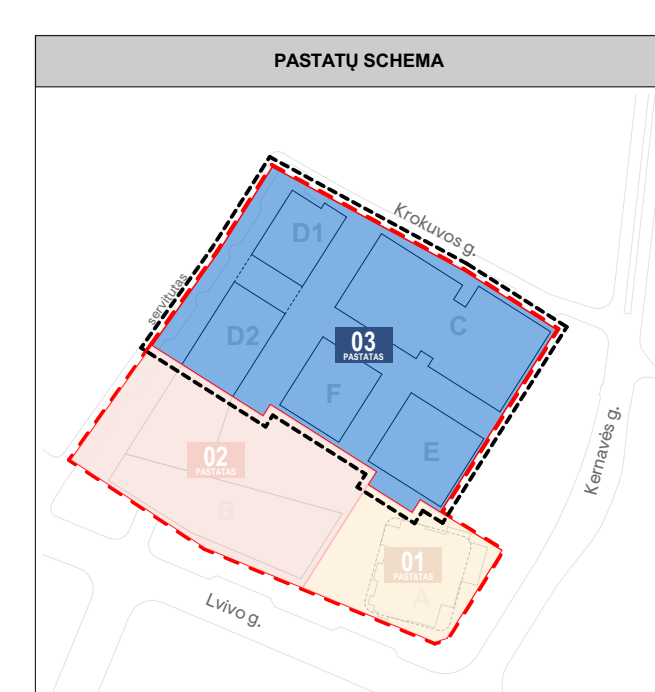 PASTATŲ SCHEMA
Krokuvos g.
D1
servitutas
C
D2
03
PASTATAS
F
E
Kernavės g.
02
PASTATAS
B
01
PASTATAS
A
Lvivo g.